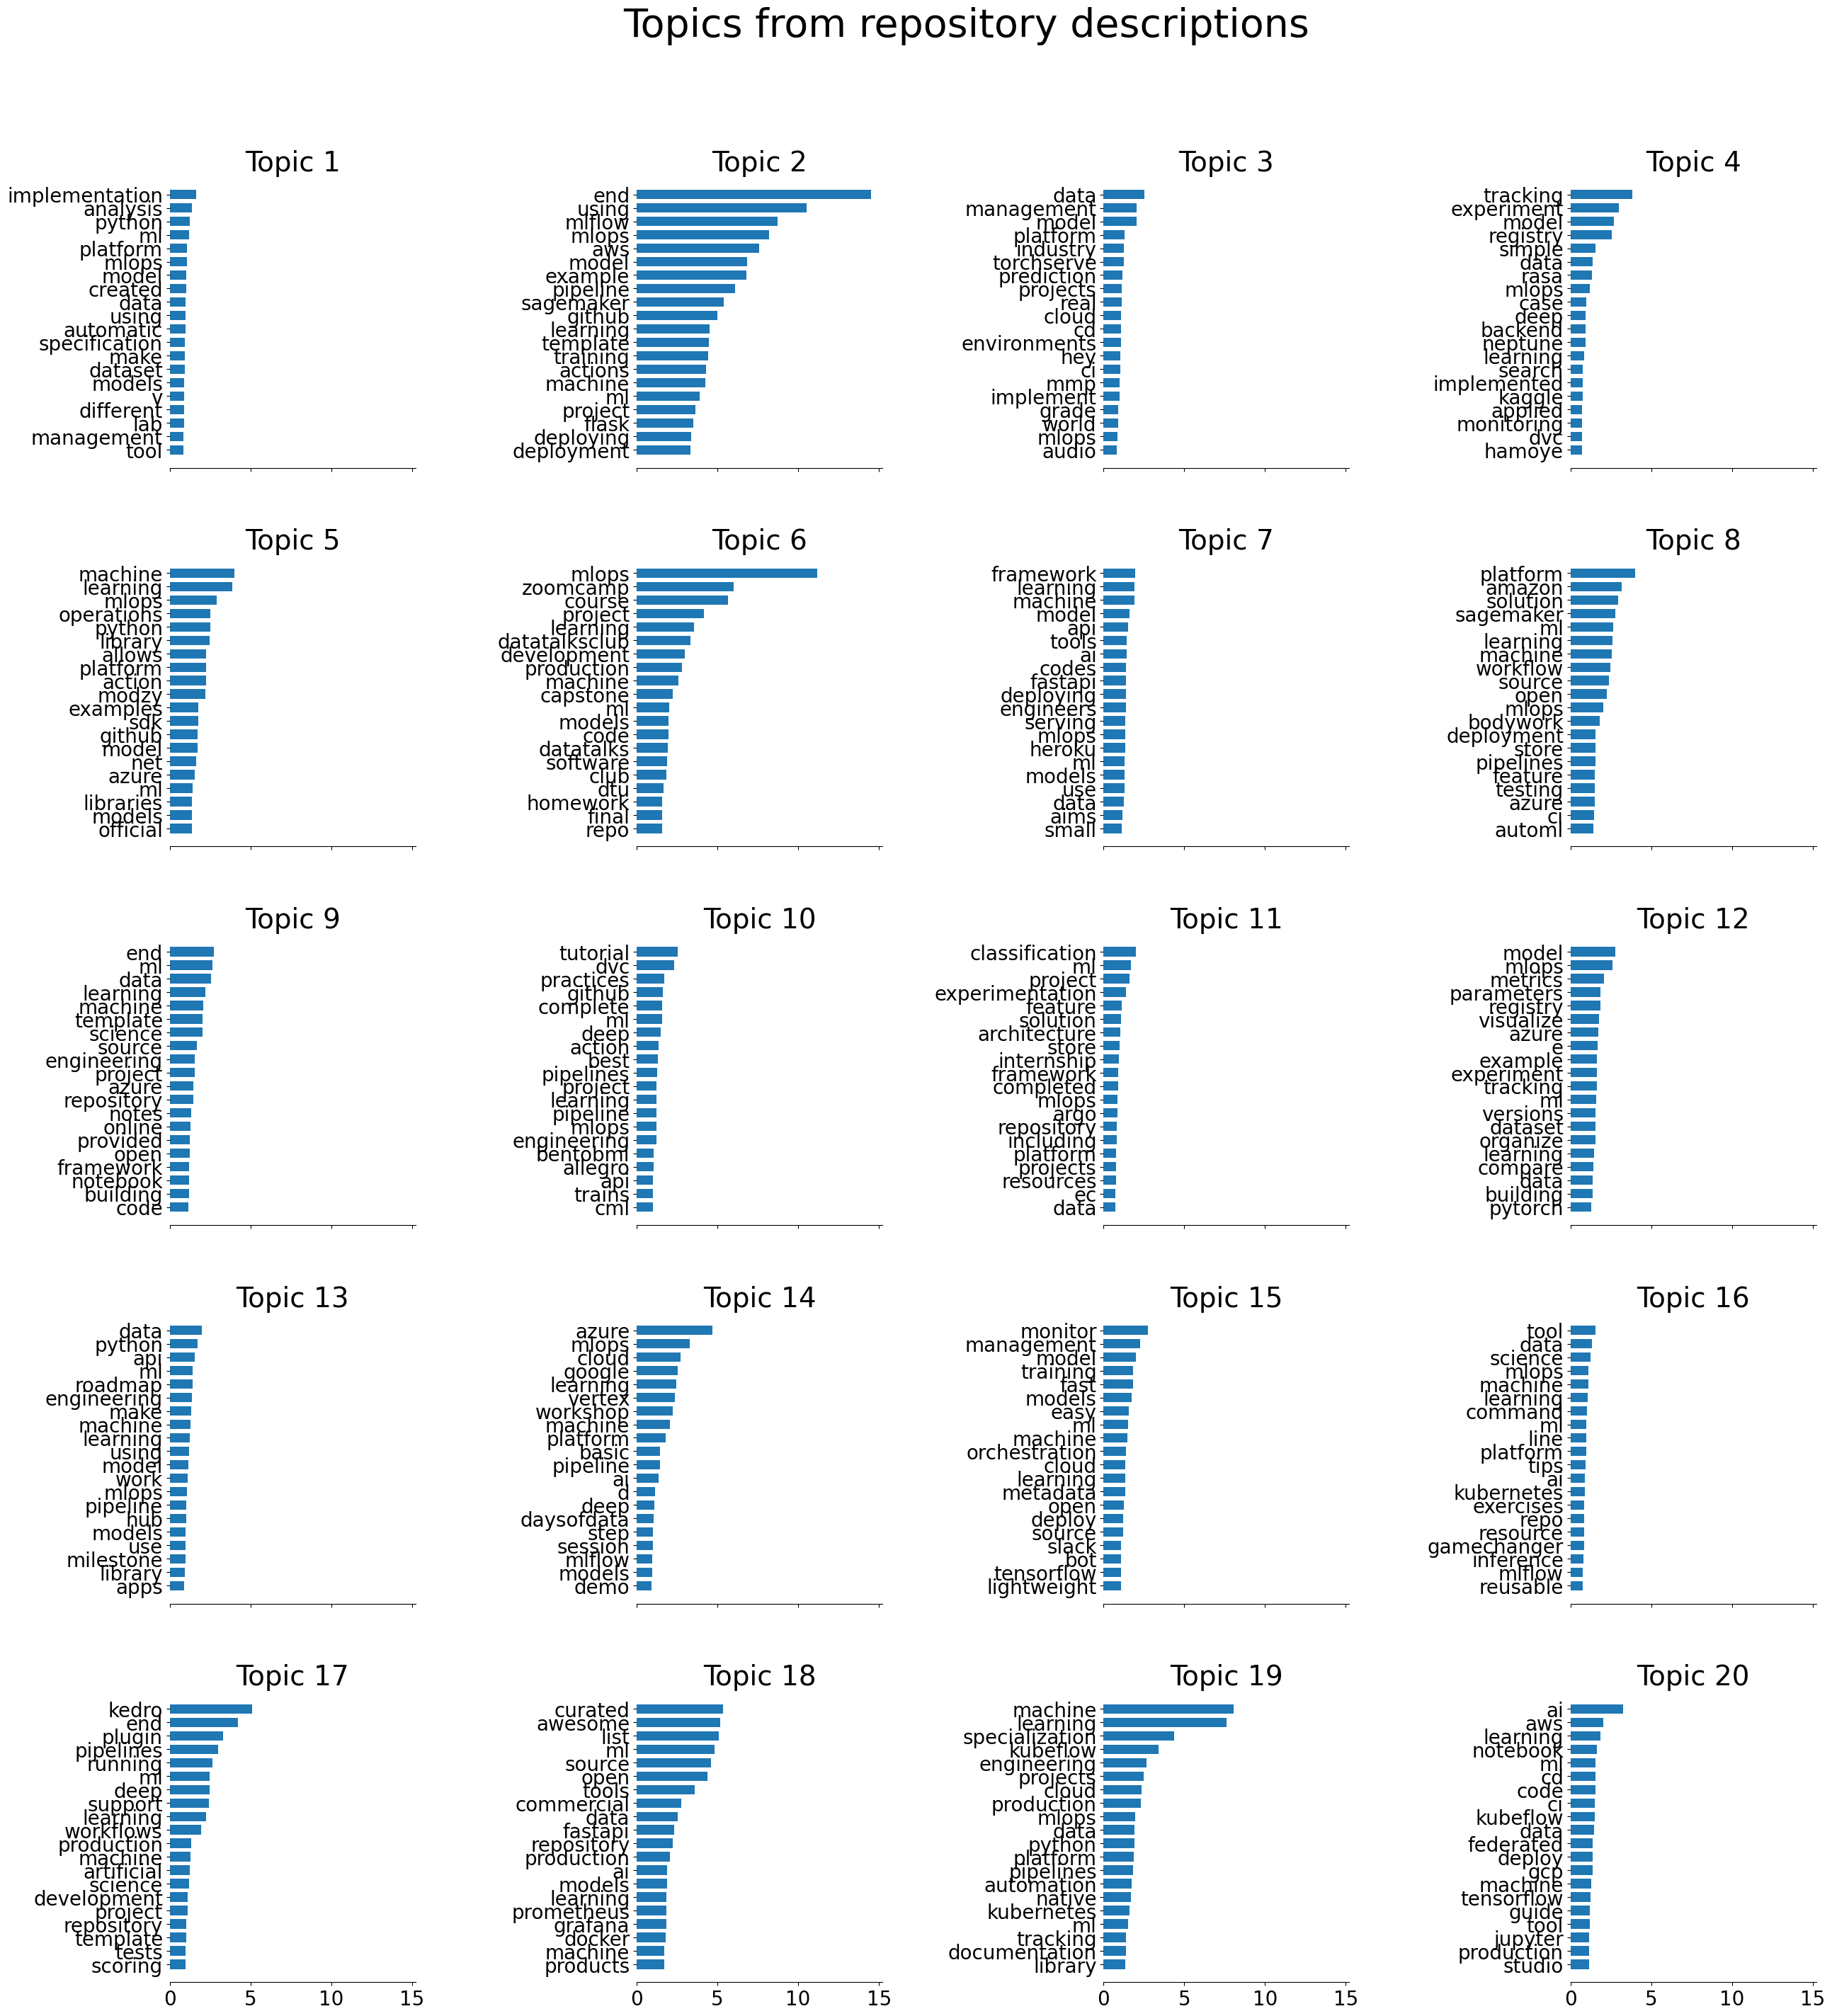 Topics from repository descriptions
Topic 1
implementation
analysis
python
ml
platform
mlops
model
created
data
using
automatic
specification
make
dataset
models
v
different
lab
management
tool
Topic 2
end
using
mlflow
mlops
aws
model
example
pipeline
sagemaker
github
learning
template
training
actions
machine
ml
project
flask
deploying
deployment
Topic 3
data
management
model
platform
industry
torchserve
prediction
projects
real
cloud
cd
environments
hey
ci
mmp
implement
grade
world
mlops
audio
Topic 4
tracking
experiment
model
registry
simple
data
rasa
mlops
case
deep
backend
neptune
learning
search
implemented
kaggle
applied
monitoring
dvc
hamoye
Topic 5
machine
learning
mlops
operations
python
library
allows
platform
action
modzy
examples
sdk
github
model
net
azure
ml
libraries
models
official
Topic 6
mlops
zoomcamp
course
project
learning
datatalksclub
development
production
machine
capstone
ml
models
code
datatalks
software
club
dtu
homework
final
repo
Topic 7
framework
learning
machine
model
api
tools
ai
codes
fastapi
deploying
engineers
serving
mlops
heroku
ml
models
use
data
aims
small
Topic 8
platform
amazon
solution
sagemaker
ml
learning
machine
workflow
source
open
mlops
bodywork
deployment
store
pipelines
feature
testing
azure
ci
automl
Topic 9
end
ml
data
learning
machine
template
science
source
engineering
project
azure
repository
notes
online
provided
open
framework
notebook
building
code
Topic 10
tutorial
dvc
practices
github
complete
ml
deep
action
best
pipelines
project
learning
pipeline
mlops
engineering
bentobml
allegro
api
trains
cml
Topic 11
classification
ml
project
experimentation
feature
solution
architecture
store
internship
framework
completed
mlops
argo
repository
including
platform
projects
resources
ec
data
Topic 12
model
mlops
metrics
parameters
registry
visualize
azure
e
example
experiment
tracking
ml
versions
dataset
organize
learning
compare
data
building
pytorch
Topic 13
data
python
api
ml
roadmap
engineering
make
machine
learning
using
model
work
mlops
pipeline
hub
models
use
milestone
library
apps
Topic 14
azure
mlops
cloud
google
learning
vertex
workshop
machine
platform
basic
pipeline
ai
d
deep
daysofdata
step
session
mlflow
models
demo
Topic 15
monitor
management
model
training
fast
models
easy
ml
machine
orchestration
cloud
learning
metadata
open
deploy
source
slack
bot
tensorflow
lightweight
Topic 16
tool
data
science
mlops
machine
learning
command
ml
line
platform
tips
ai
kubernetes
exercises
repo
resource
gamechanger
inference
mlflow
reusable
Topic 17
kedro
end
plugin
pipelines
running
ml
deep
support
learning
workflows
production
machine
artificial
science
development
project
repository
template
tests
scoring
0 5 10 15
Topic 18
curated
awesome
list
ml
source
open
tools
commercial
data
fastapi
repository
production
ai
models
learning
prometheus
grafana
docker
machine
products
0 5 10 15
Topic 19
machine
learning
specialization
kubeflow
engineering
projects
cloud
production
mlops
data
python
platform
pipelines
automation
native
kubernetes
ml
tracking
documentation
library
0 5 10 15
Topic 20
ai
aws
learning
notebook
ml
cd
code
ci
kubeflow
data
federated
deploy
gcp
machine
tensorflow
guide
tool
jupyter
production
studio
0 5 10 15